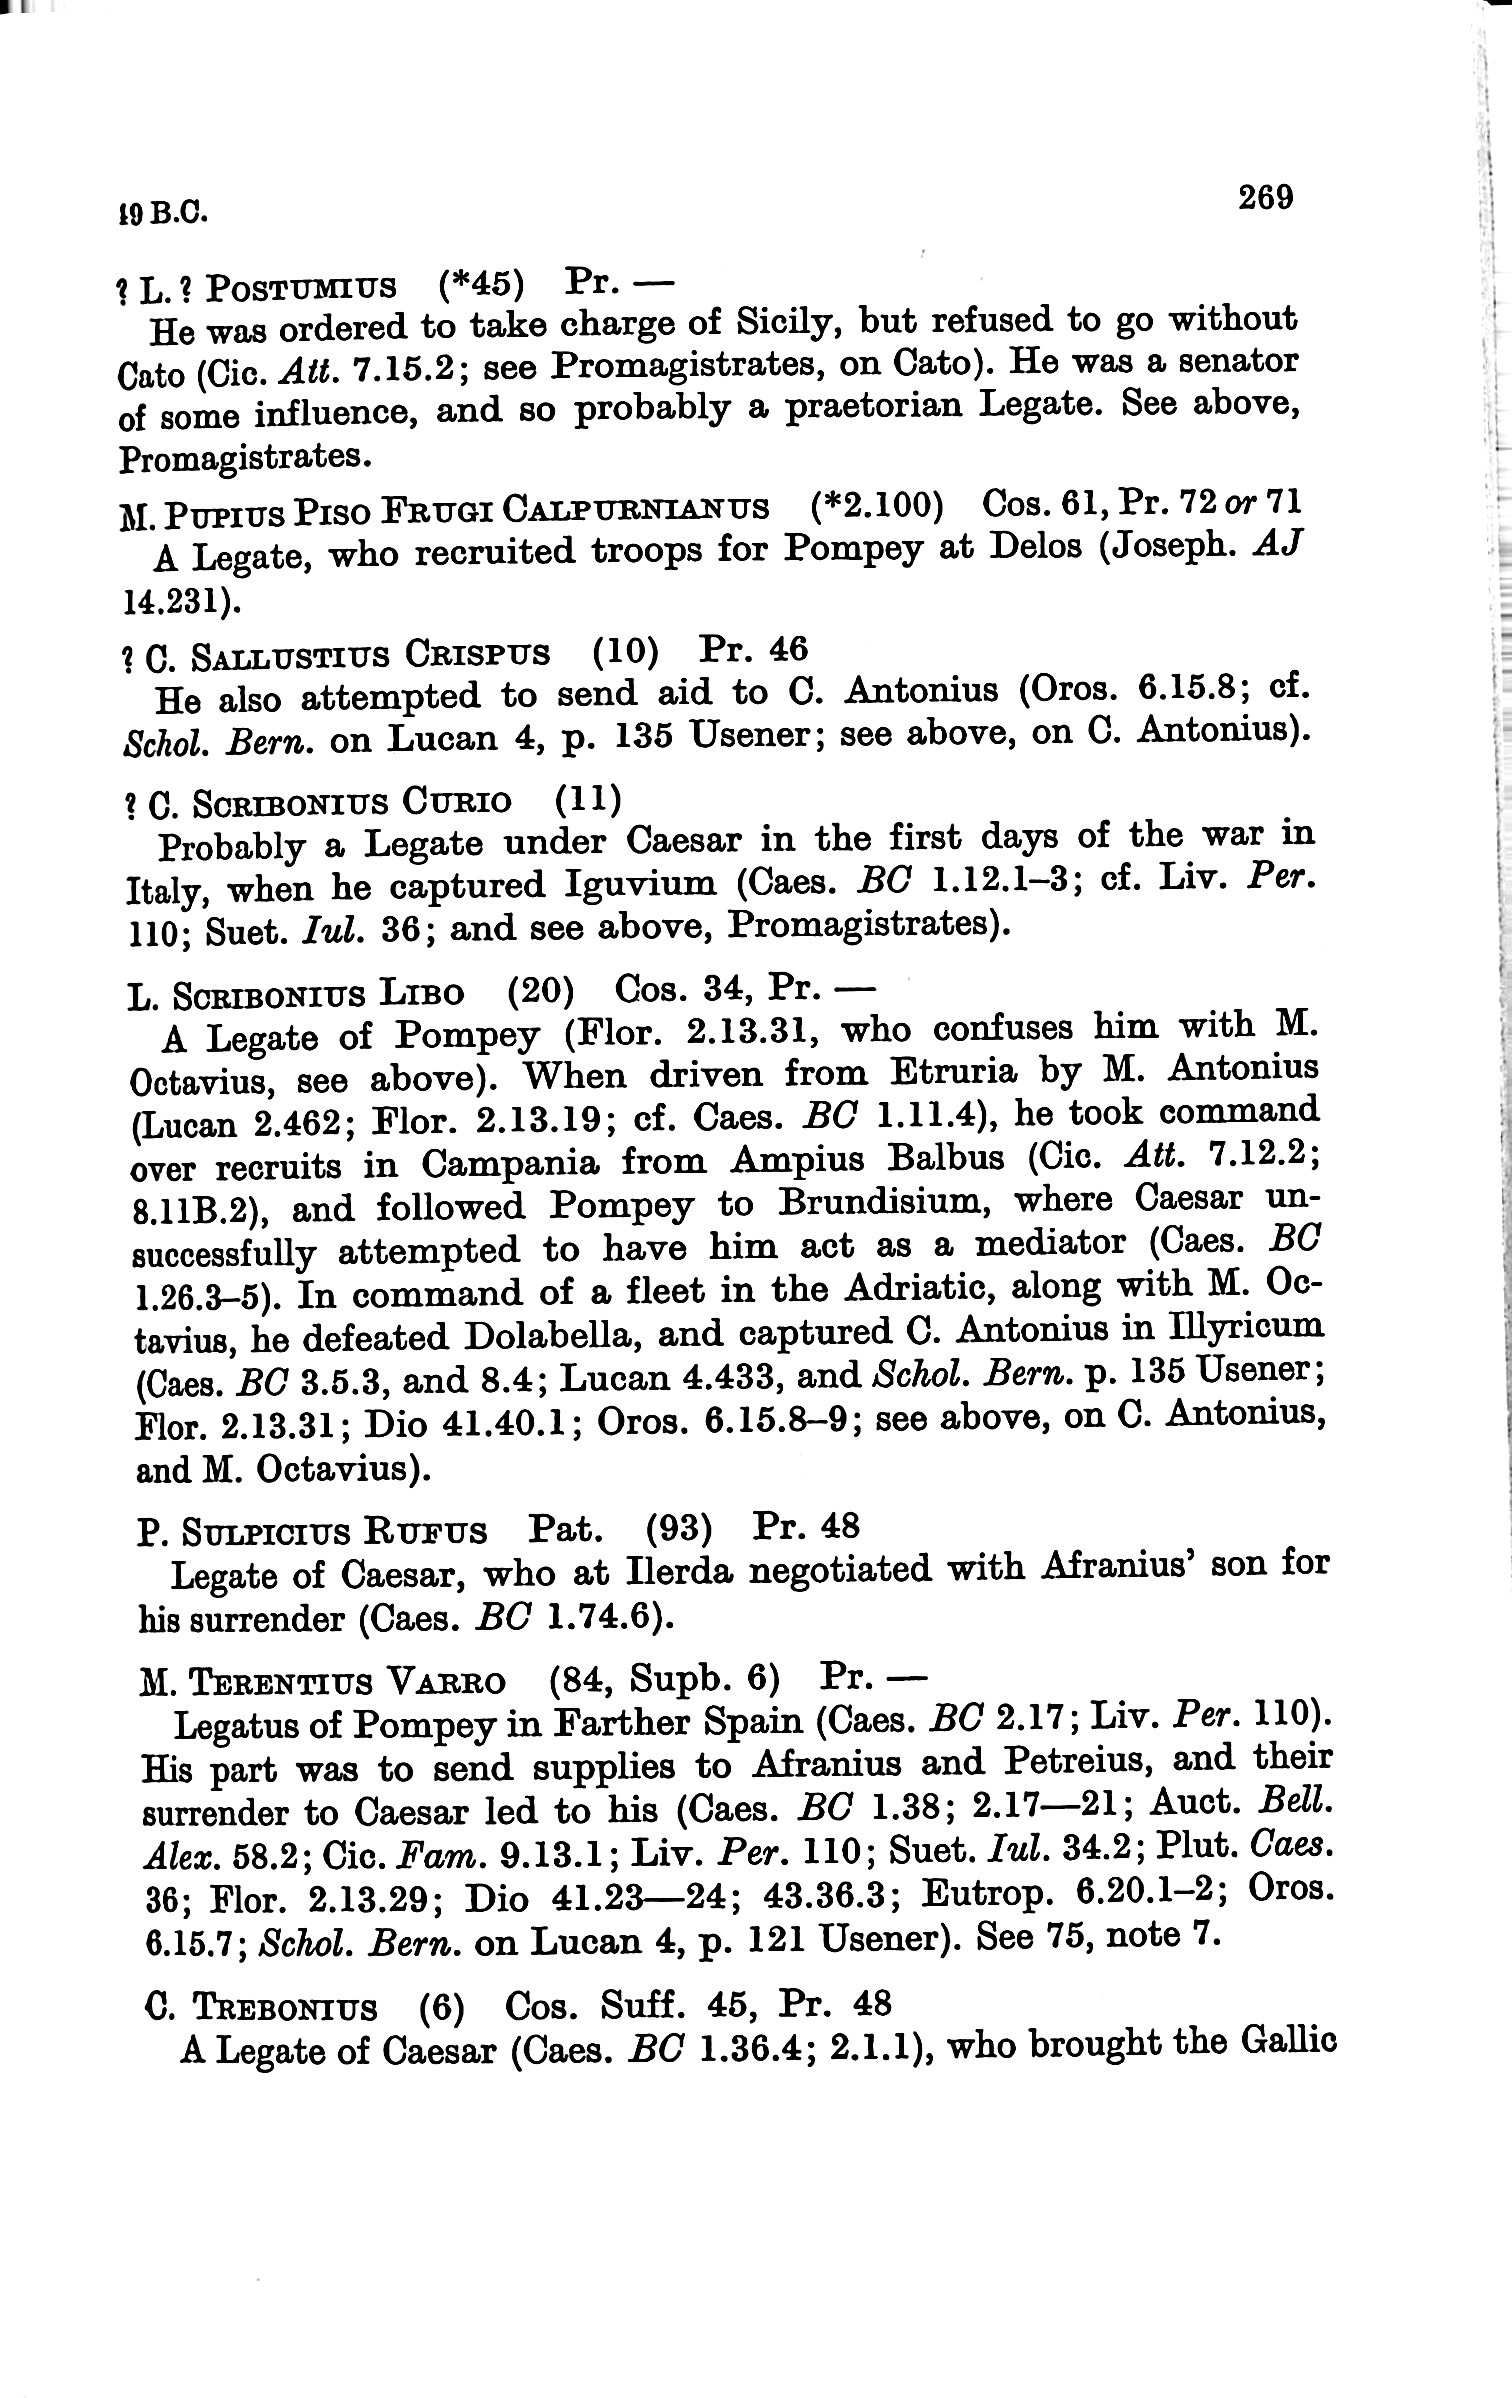 49 B.C.
269
? L. ? POSTUMIUS (*45) Pr. —
He was ordered to take charge of Sicily, but refused to go without
Cato (Cic. Att. 7.15.2; see Promagistrates, on Cato). He was a senator
of some influence, and so probably a praetorian Legate. See above,
Promagistrates.
M. PUPIUS PISO FRUGI CALPURNIANUS (*2.100) Cos. 61, Pr. 72 or 71
A Legate, who recruited troops for Pompey at Delos (Joseph. AJ
14.231).
? C. SALLUSTIUS CRISPUS (10) Pr. 46
He also attempted to send aid to C. Antonius (Oros. 6.15.8; cf.
Schol. Bern. on Lucan 4, p. 135 Usener; see above, on C. Antonius).
? C. SCRIBONIUS CURIO (11)
Probably a Legate under Caesar in the first days of the war in
Italy, when he captured Iguvium (Caes. BC 1.12.1–3; cf. Liv. Per.
110; Suet. Iul. 36; and see above, Promagistrates).
L. SCRIBONIUS LIBO (20) Cos. 34, Pr. —
A Legate of Pompey (Flor. 2.13.31, who confuses him with M.
Octavius, see above). When driven from Etruria by M. Antonius
(Lucan 2.462; Flor. 2.13.19; cf. Caes. BC 1.11.4), he took command
over recruits in Campania from Ampius Balbus (Cic. Att. 7.12.2;
8.11B.2), and followed Pompey to Brundisium, where Caesar un-
successfully attempted to have him act as a mediator (Caes. BC
1.26.3–5). In command of a fleet in the Adriatic, along with M. Oc-
tavius, he defeated Dolabella, and captured C. Antonius in Illyricum
(Caes. BC 3.5.3, and 8.4; Lucan 4.433, and Schol. Bern. p. 135 Usener;
Flor. 2.13.31; Dio 41.40.1; Oros. 6.15.8–9; see above, on C. Antonius,
and M. Octavius).
P. SULPICIUS RUFUS Pat. (93) Pr. 48
Legate of Caesar, who at Ilerda negotiated with Afranius’ son for
his surrender (Caes. BC 1.74.6).
M. TERENTIUS VARRO (84, Supb. 6) Pr. —
Legatus of Pompey in Farther Spain (Caes. BC 2.17; Liv. Per. 110).
His part was to send supplies to Afranius and Petreius, and their
surrender to Caesar led to his (Caes. BC 1.38; 2.17—21; Auct. Bell.
Alex. 58.2; Cic. Fam. 9.13.1; Liv. Per. 110; Suet. Iul. 34.2; Plut. Caes.
36; Flor. 2.13.29; Dio 41.23—24; 43.36.3; Eutrop. 6.20.1–2; Oros.
6.15.7; Schol. Bern. on Lucan 4, p. 121 Usener). See 75, note 7.
C. TREBONIUS (6) Cos. Suff. 45, Pr. 48
A Legate of Caesar (Caes. BC 1.36.4; 2.1.1), who brought the Gallic